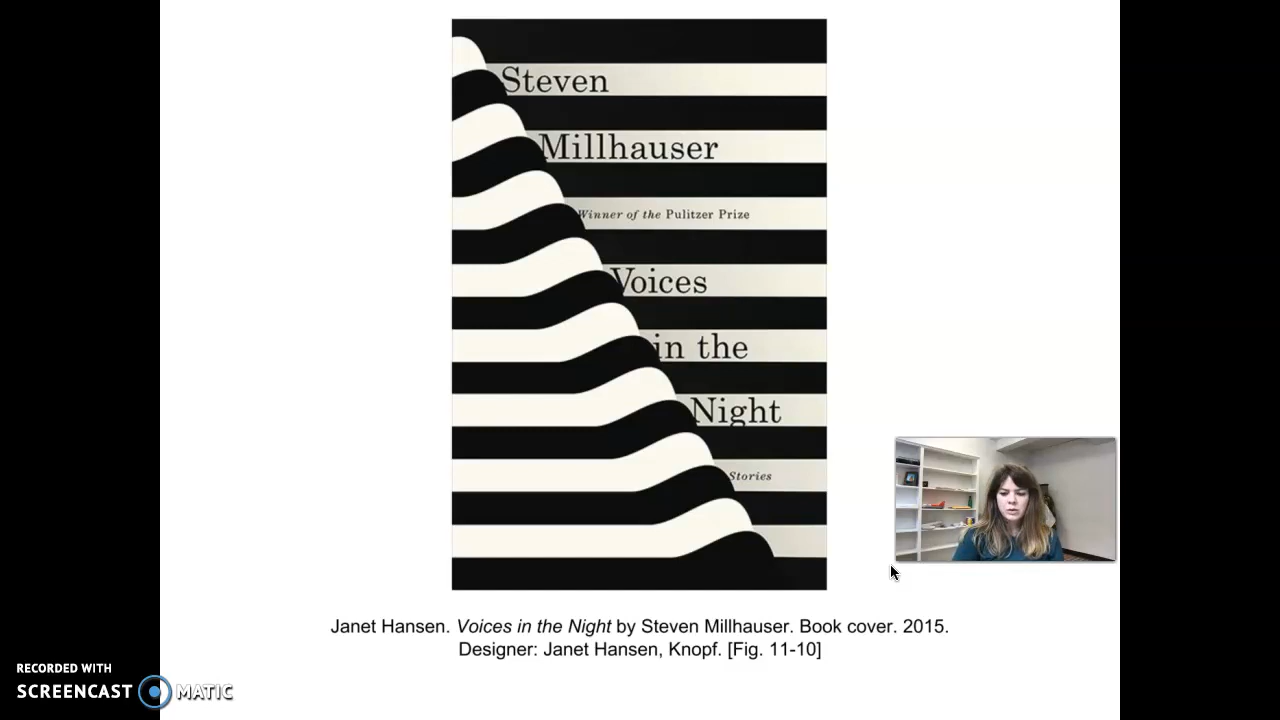 Steven
Millhauser
Winner of the Pulitzer Prize
Voices
in the
Night
Stories
Janet Hansen. Voices in the Night by Steven Millhauser. Book cover. 2015.
Designer: Janet Hansen, Knopf. [Fig. 11-10]
RECORDED WITH
SCREENCAST MATIC